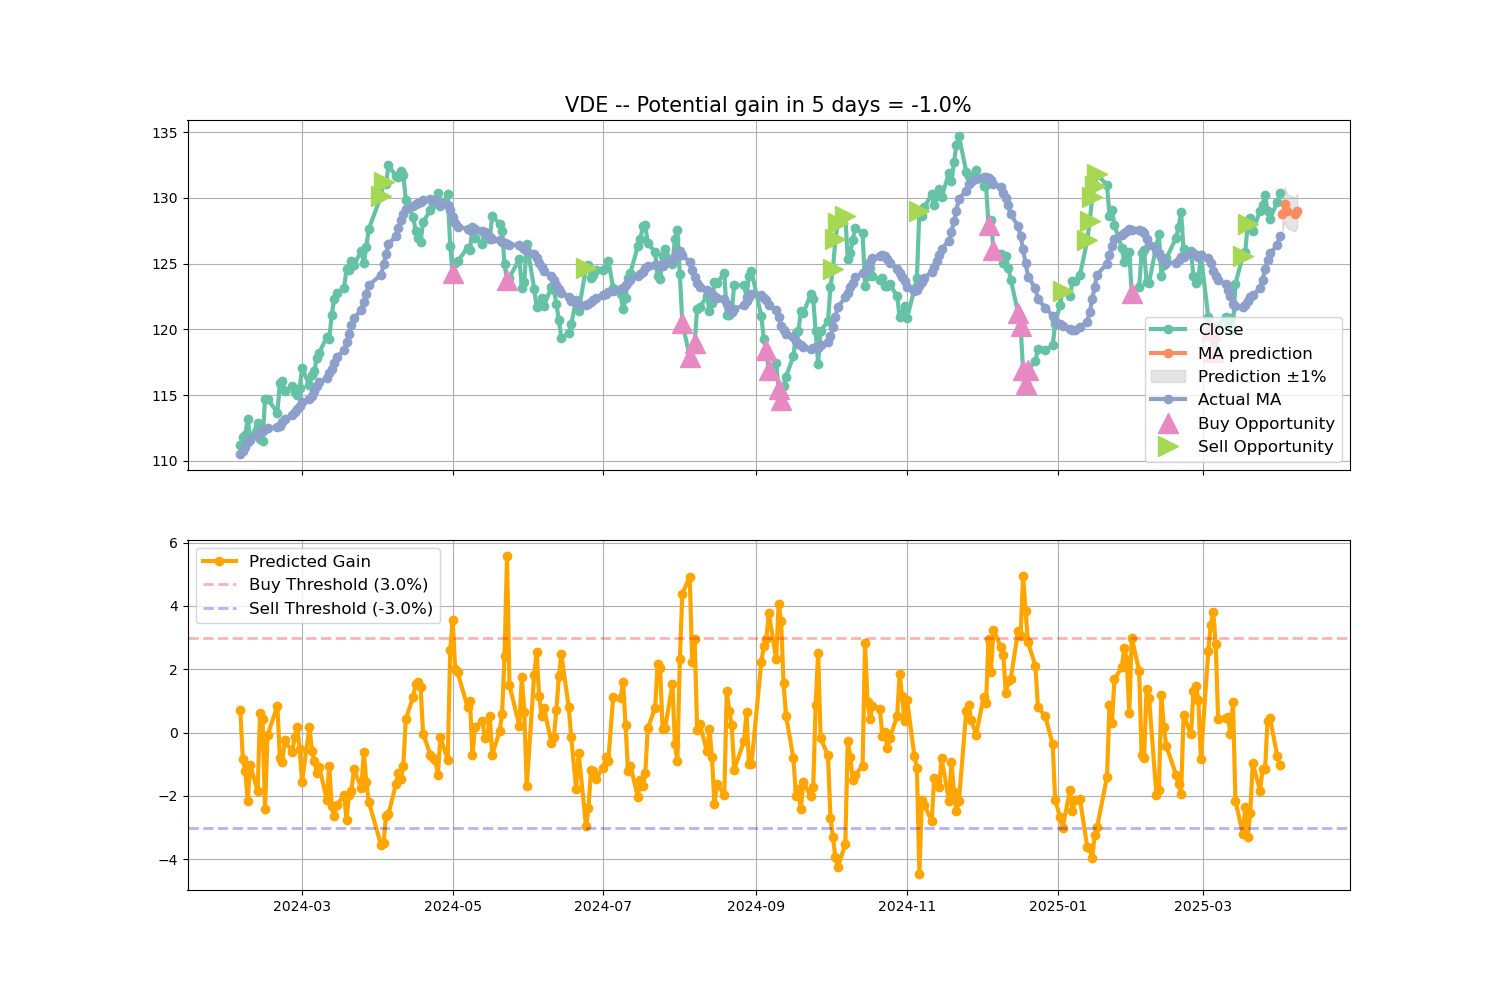 VDE -- Potential gain in 5 days = -1.0%
135
130
125
120
115
110
Close
MA prediction
Prediction ±1%
Actual MA
Buy Opportunity
Sell Opportunity
6
4
2
0
−2
−4
Predicted Gain
Buy Threshold (3.0%)
Sell Threshold (-3.0%)
2024-03
2024-05
2024-07
2024-09
2024-11
2025-01
2025-03